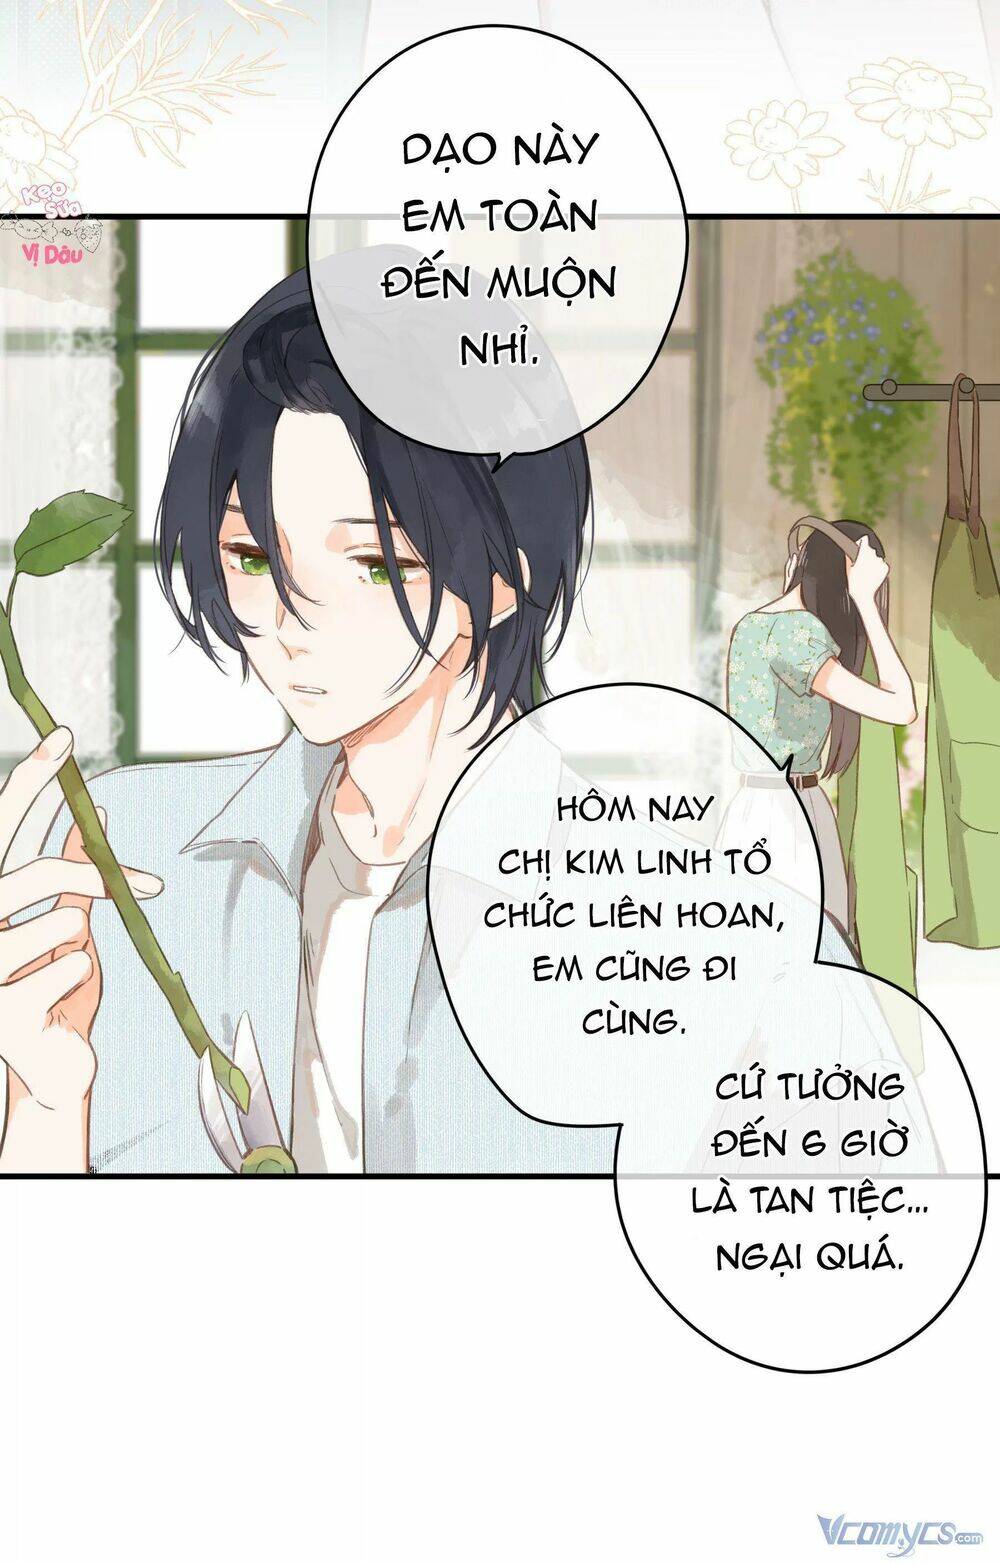 DẠO NÀY
EM TOÀN
ĐẾN MUỘN
NHỈ.
Kẹo
Sữa
Vị Dâu
HÔM NAY
CHỊ KIM LINH TỔ
CHỨC LIÊN HOAN,
EM CŨNG ĐI
CÙNG.
CỨ TƯỞNG
ĐẾN 6 GIỜ
LÀ TAN TIỆC...
NGẠI QUÁ.
VCOMYCS.com